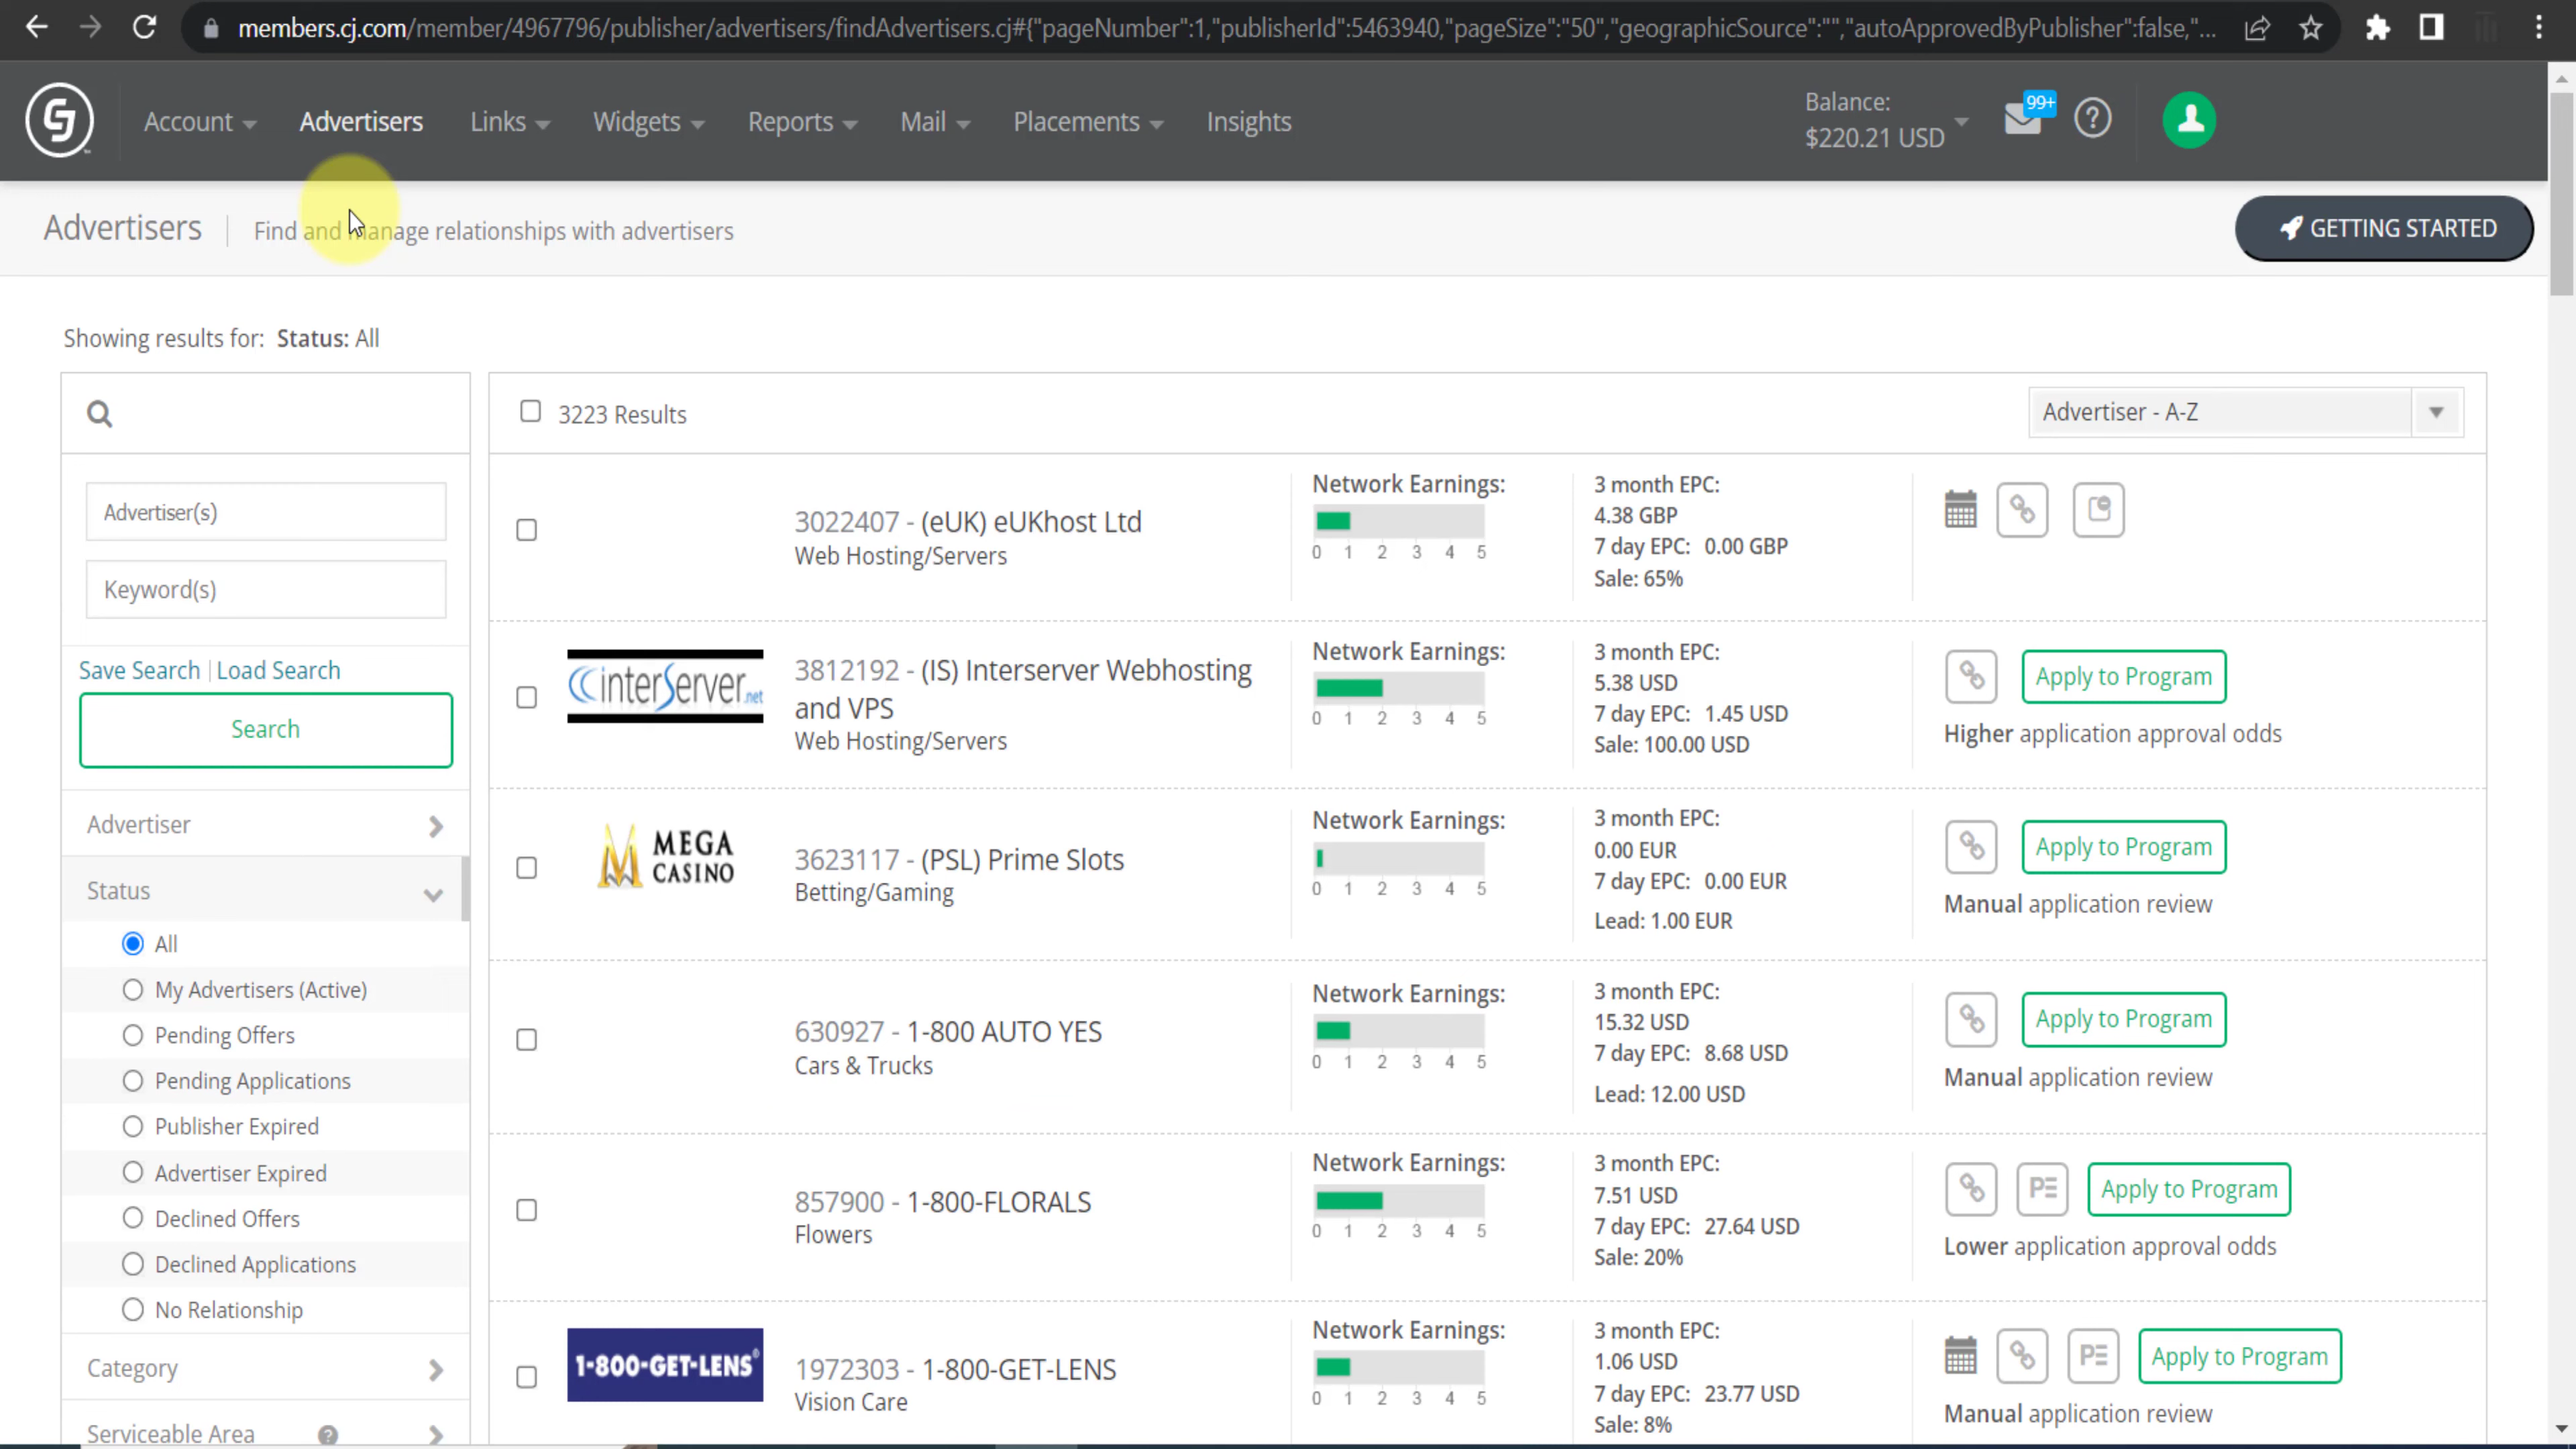 members.cj.com/member/4967796/publisher/advertisers/findAdvertisers.cj#{"pageNumber":1,"publisherId":5463940,"pageSize":"50","geographicSource":"","autoApprovedByPublisher":false,"...
Account
Advertisers
Links
Widgets
Reports
Mail
Placements
Insights
Balance:
$220.21 USD
99+
Advertisers
Find and manage relationships with advertisers
GETTING STARTED
Showing results for: Status: All
3223 Results
Advertiser - A-Z
Advertiser(s)
Keyword(s)
Save Search | Load Search
Search
Advertiser
Status
All
My Advertisers (Active)
Pending Offers
Pending Applications
Publisher Expired
Advertiser Expired
Declined Offers
Declined Applications
No Relationship
Category
Serviceable Area
3022407 - (eUK) eUKhost Ltd
Web Hosting/Servers
Network Earnings:
0 1 2 3 4 5
3 month EPC:
4.38 GBP
7 day EPC: 0.00 GBP
Sale: 65%
interServer.net
3812192 - (IS) Interserver Webhosting
and VPS
Web Hosting/Servers
Network Earnings:
0 1 2 3 4 5
3 month EPC:
5.38 USD
7 day EPC: 1.45 USD
Sale: 100.00 USD
Apply to Program
Higher application approval odds
MEGA
CASINO
3623117 - (PSL) Prime Slots
Betting/Gaming
Network Earnings:
0 1 2 3 4 5
3 month EPC:
0.00 EUR
7 day EPC: 0.00 EUR
Lead: 1.00 EUR
Apply to Program
Manual application review
630927 - 1-800 AUTO YES
Cars & Trucks
Network Earnings:
0 1 2 3 4 5
3 month EPC:
15.32 USD
7 day EPC: 8.68 USD
Lead: 12.00 USD
Apply to Program
Manual application review
857900 - 1-800-FLORALS
Flowers
Network Earnings:
0 1 2 3 4 5
3 month EPC:
7.51 USD
7 day EPC: 27.64 USD
Sale: 20%
PE
Apply to Program
Lower application approval odds
1-800-GET-LENS®
1972303 - 1-800-GET-LENS
Vision Care
Network Earnings:
0 1 2 3 4 5
3 month EPC:
1.06 USD
7 day EPC: 23.77 USD
Sale: 8%
PE
Apply to Program
Manual application review